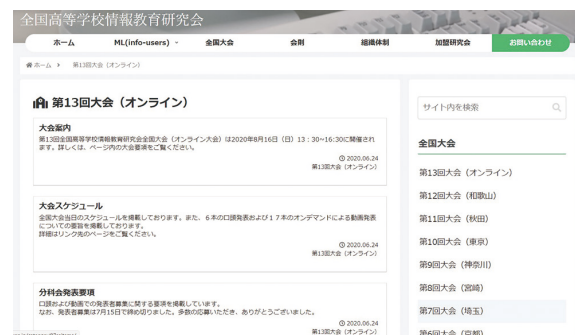 全国高等学校情報教育研究会
ホーム ML(info-users) 全国大会 会則 組織体制 加盟研究会 お問い合わせ
ホーム > 第13回大会（オンライン）
第13回大会（オンライン）
大会案内
第13回全国高等学校情報教育研究会全国大会（オンライン大会）は2020年8月16日（日）13：30~16:30に開催され
ます。詳しくは、ページ内の大会要項をご覧ください。
2020.06.24
第13回大会（オンライン）
大会スケジュール
全国大会当日のスケジュールを掲載しております。また、６本の口頭発表および１７本のオンデマンドによる動画発表
についての要旨を掲載しております。
詳細はリンク先のページをご覧ください。
2020.06.24
第13回大会（オンライン）
分科会発表要項
口頭および動画での発表者募集に関する要項を掲載しています。
なお、発表者募集は7月15日で締め切りました。多数の応募いただき、ありがとうございました。
2020.06.24
第13回大会（オンライン）
サイト内を検索
全国大会
第13回大会（オンライン）
第12回大会（和歌山）
第11回大会（秋田）
第10回大会（東京）
第9回大会（神奈川）
第8回大会（宮崎）
第7回大会（埼玉）
第6回大会（京都）